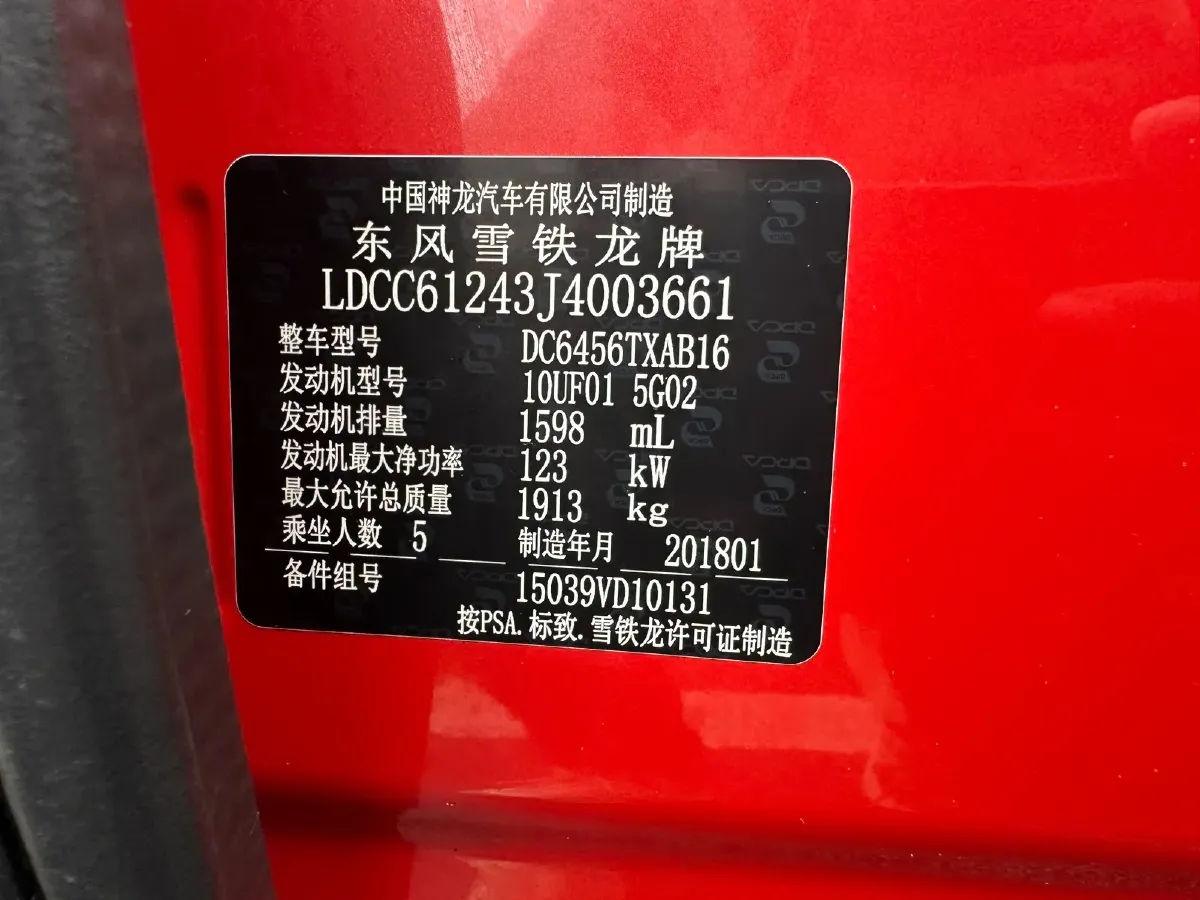 中国神龙汽车有限公司制造
东风雪铁龙牌
LDCC61243J4003661
整车型号 DC6456TXAB16
发动机型号 10UF01 5G02
发动机排量 1598 mL
发动机最大净功率 123 kW
最大允许总质量 1913 kg
乘坐人数 5 制造年月 201801
备件组号 15039VD10131
按PSA.标致.雪铁龙许可证制造